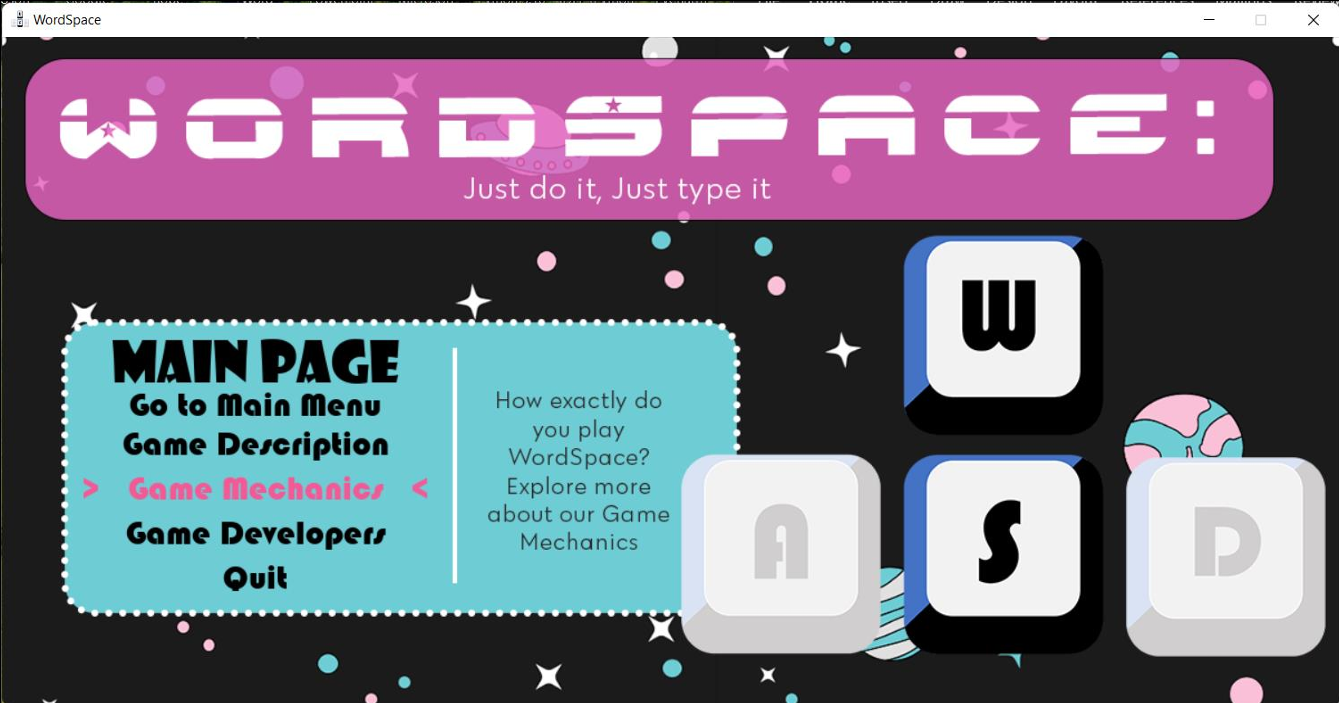 WordSpace
WORDSPACE:
Just do it, Just type it
MAIN PAGE
Go to Main Menu
Game Description
> Game Mechanics <
Game Developers
Quit
How exactly do
you play
WordSpace?
Explore more
about our Game
Mechanics
W
A S D